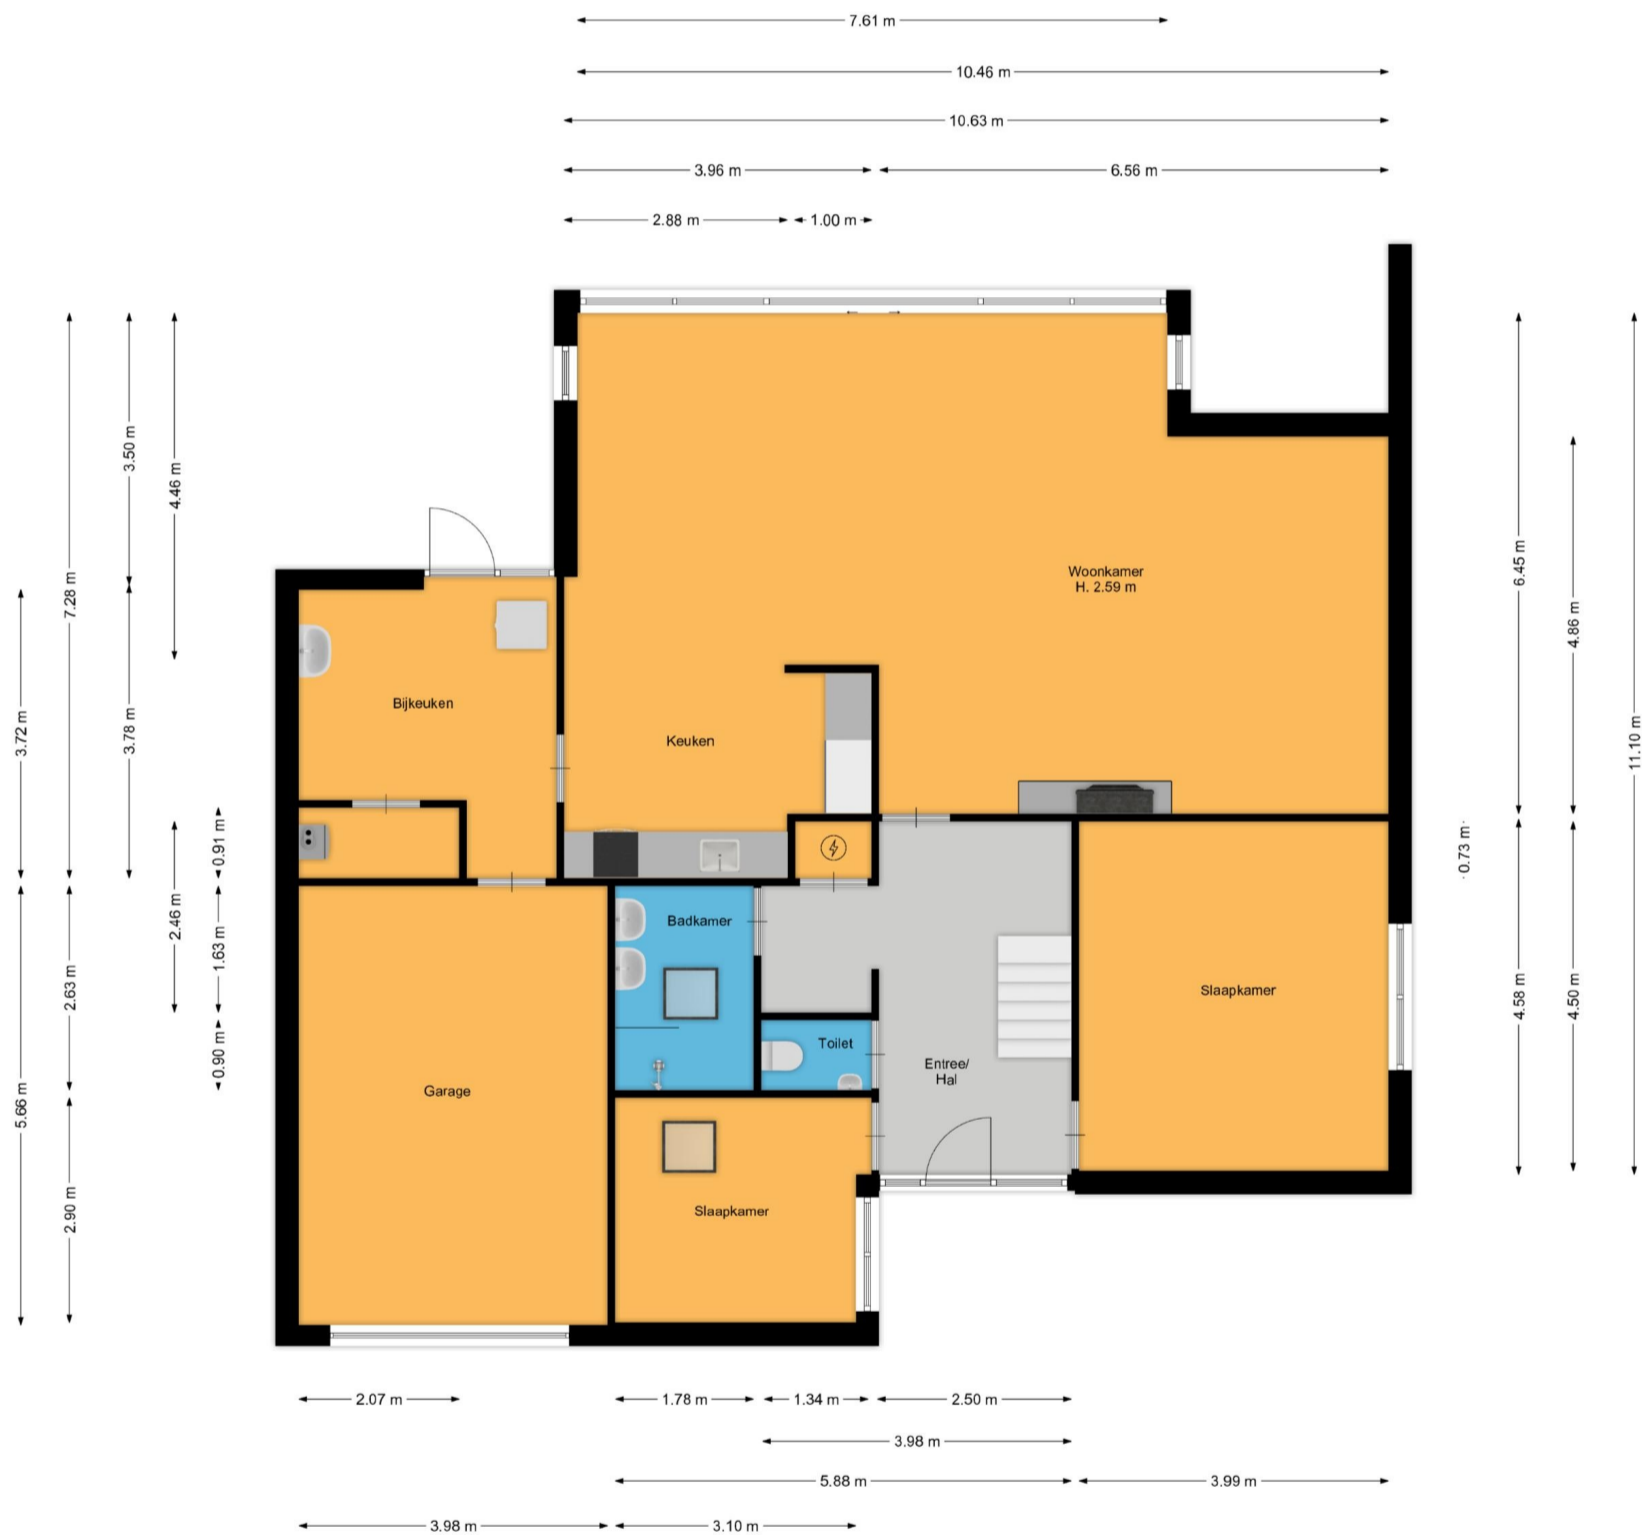 7.61 m
10.46 m
10.63 m
3.96 m
6.56 m
2.88 m
1.00 m
3.50 m
4.46 m
7.28 m
3.72 m
3.78 m
0.91 m
2.46 m
1.63 m
2.63 m
0.90 m
5.66 m
2.90 m
Woonkamer
H. 2.59 m
Bijkeuken
Keuken
Badkamer
Slaapkamer
Toilet
Entree/
Hal
Garage
Slaapkamer
6.45 m
4.86 m
11.10 m
0.73 m
4.58 m
4.50 m
2.07 m
1.78 m
1.34 m
2.50 m
3.98 m
5.88 m
3.99 m
3.98 m
3.10 m